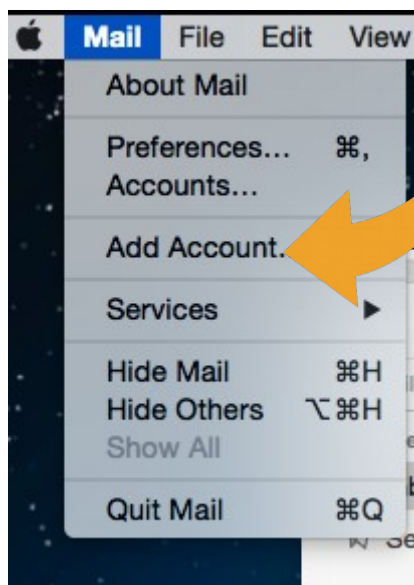 Mail File Edit View
About Mail
Preferences... ⌘,
Accounts...
Add Account.
Services ▶
Hide Mail ⌘H
Hide Others ⌥⌘H
Show All
Quit Mail ⌘Q